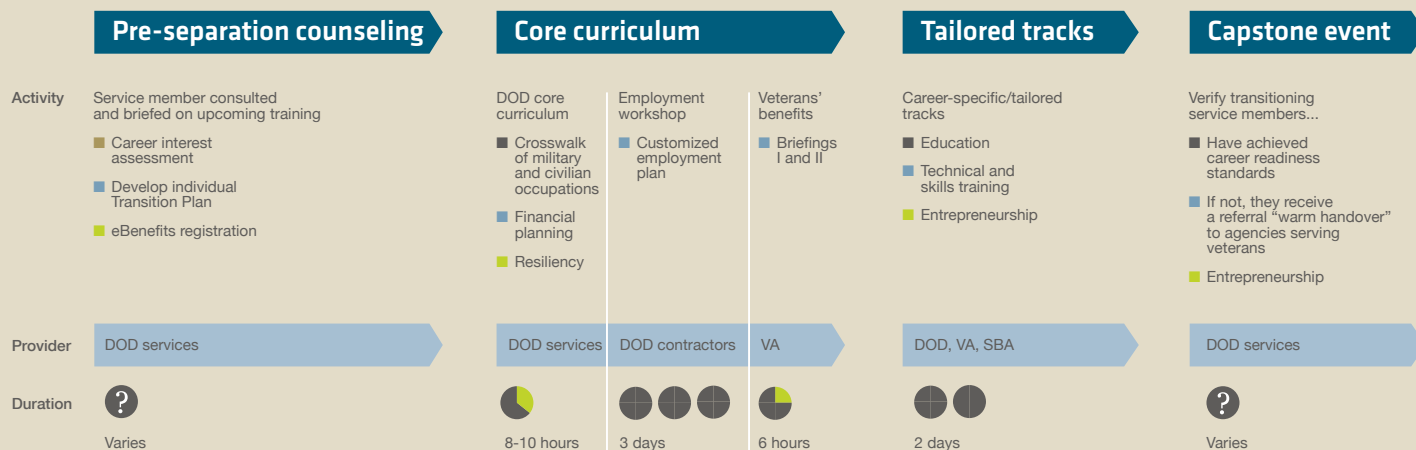 Pre-separation counseling
Core curriculum
Tailored tracks
Capstone event
Activity
Service member consulted
and briefed on upcoming training
Career interest
assessment
Develop individual
Transition Plan
eBenefits registration
DOD core
curriculum
Crosswalk
of military
and civilian
occupations
Financial
planning
Resiliency
Employment
workshop
Customized
employment
plan
Veterans'
benefits
Briefings
I and II
Career-specific/tailored
tracks
Education
Technical and
skills training
Entrepreneurship
Verify transitioning
service members...
Have achieved
career readiness
standards
If not, they receive
a referral “warm handover”
to agencies serving
veterans
Entrepreneurship
Provider
DOD services
DOD services
DOD contractors
VA
DOD, VA, SBA
DOD services
Duration
?
?
Varies
8-10 hours
3 days
6 hours
2 days
Varies